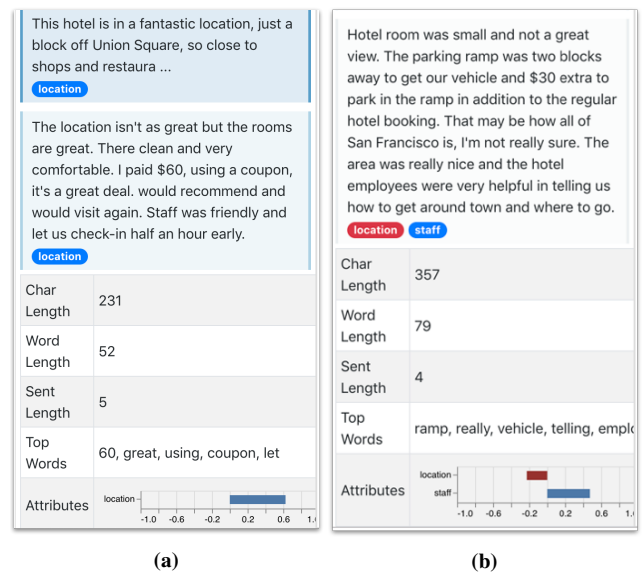 This hotel is in a fantastic location, just a
block off Union Square, so close to
shops and restaura ...
location
The location isn't as great but the rooms
are great. There clean and very
comfortable. I paid $60, using a coupon,
it's a great deal. would recommend and
would visit again. Staff was friendly and
let us check-in half an hour early.
location
Char
Length
231
Word
Length
52
Sent
Length
5
Top
Words
60, great, using, coupon, let
Attributes
location
-1.0 -0.6 -0.2 0.2 0.6 1.
(a)
Hotel room was small and not a great
view. The parking ramp was two blocks
away to get our vehicle and $30 extra to
park in the ramp in addition to the regular
hotel booking. That may be how all of
San Francisco is, I'm not really sure. The
area was really nice and the hotel
employees were very helpful in telling us
how to get around town and where to go.
location staff
Char
Length
357
Word
Length
79
Sent
Length
4
Top
Words
ramp, really, vehicle, telling, emplo
Attributes
location
staff
-1.0 -0.6 -0.2 0.2 0.6 1.0
(b)